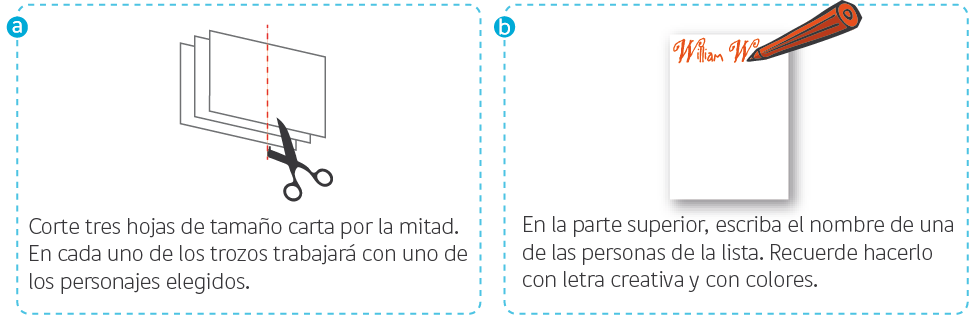 a
Corte tres hojas de tamaño carta por la mitad.
En cada uno de los trozos trabajará con uno de
los personajes elegidos.
b
William W
En la parte superior, escriba el nombre de una
de las personas de la lista. Recuerde hacerlo
con letra creativa y con colores.